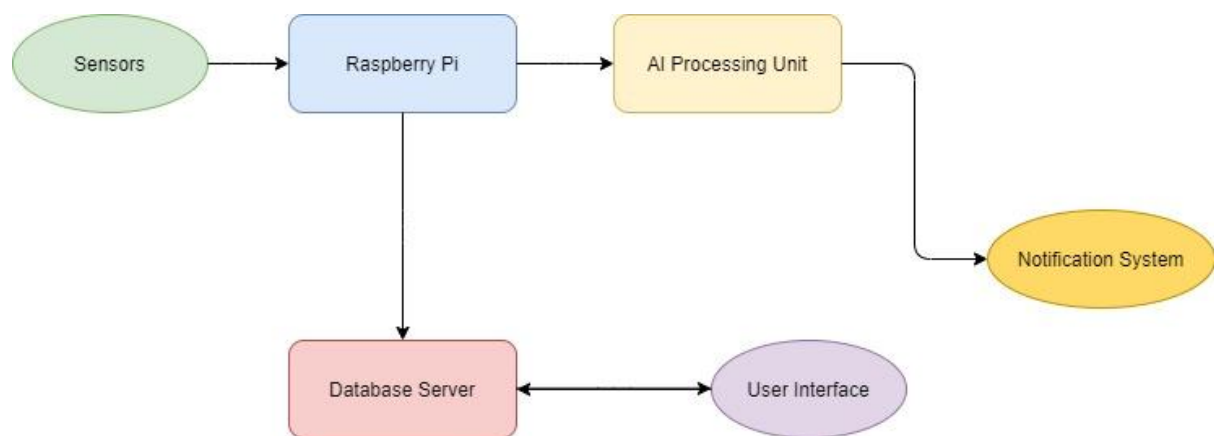 Sensors
Raspberry Pi
AI Processing Unit
Notification System
Database Server
User Interface